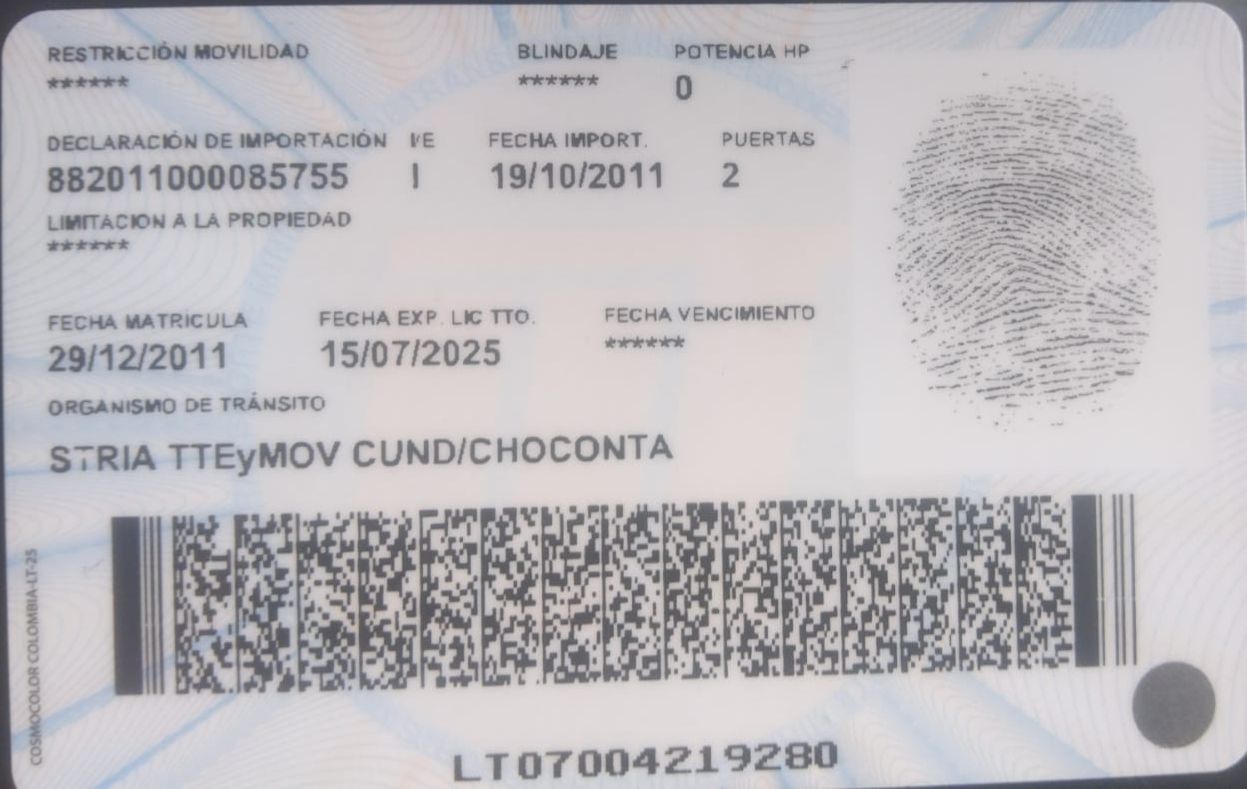 RESTRICCIÓN MOVILIDAD BLINDAJE POTENCIA HP
****** ****** 0
DECLARACIÓN DE IMPORTACIÓN I/E FECHA IMPORT. PUERTAS
882011000085755 I 19/10/2011 2
LIMITACION A LA PROPIEDAD
******
FECHA MATRICULA FECHA EXP. LIC TTO. FECHA VENCIMIENTO
29/12/2011 15/07/2025 ******
ORGANISMO DE TRÁNSITO
STRIA TTEyMOV CUND/CHOCONTA
COSMOCOLOR COLOMBIA-LT-25
LT07004219280